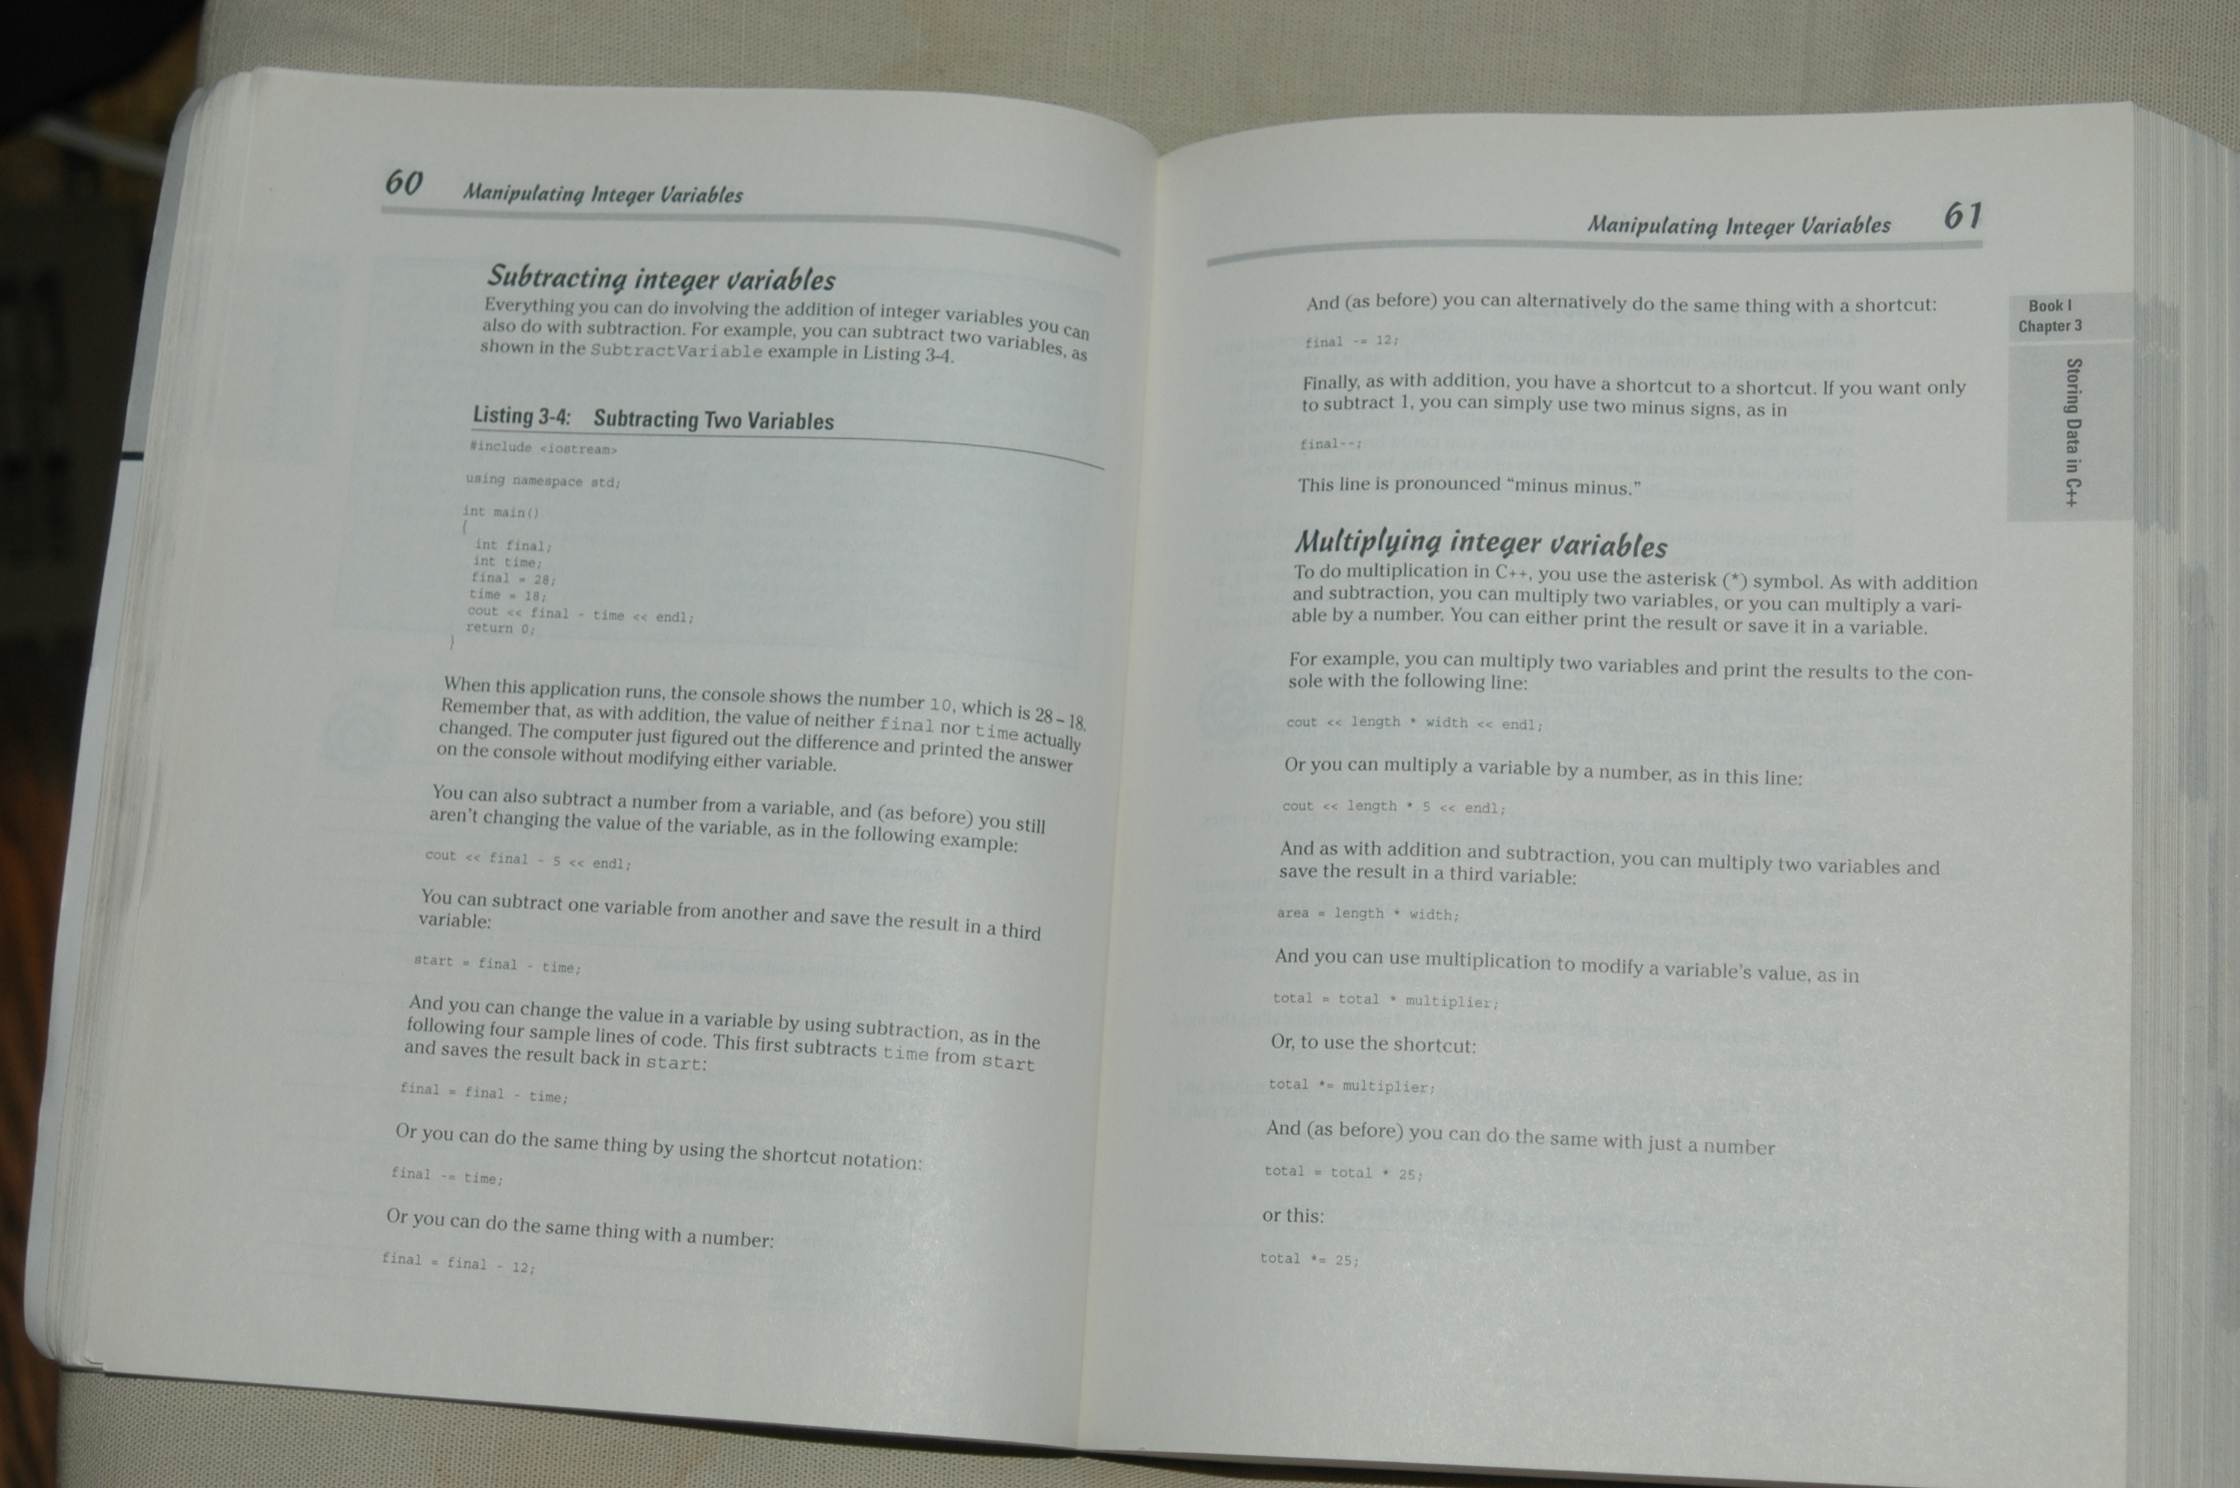 60 Manipulating Integer Variables
Subtracting integer variables
Everything you can do involving the addition of integer variables you can
also do with subtraction. For example, you can subtract two variables, as
shown in the SubtractVariable example in Listing 3-4.
Listing 3-4: Subtracting Two Variables
#include <iostream>
using namespace std;
int main()
{
int final;
int time;
final = 28;
time = 18;
cout << final - time << endl;
return 0;
}
When this application runs, the console shows the number 10, which is 28 – 18.
Remember that, as with addition, the value of neither final nor time actually
changed. The computer just figured out the difference and printed the answer
on the console without modifying either variable.
You can also subtract a number from a variable, and (as before) you still
aren't changing the value of the variable, as in the following example:
cout << final - 5 << endl;
You can subtract one variable from another and save the result in a third
variable:
start = final - time;
And you can change the value in a variable by using subtraction, as in the
following four sample lines of code. This first subtracts time from start
and saves the result back in start:
final = final - time;
Or you can do the same thing by using the shortcut notation:
final -= time;
Or you can do the same thing with a number:
final = final - 12;
Manipulating Integer Variables 61
And (as before) you can alternatively do the same thing with a shortcut:
final -= 12;
Finally, as with addition, you have a shortcut to a shortcut. If you want only
to subtract 1, you can simply use two minus signs, as in
final--;
This line is pronounced “minus minus.”
Multiplying integer variables
To do multiplication in C++, you use the asterisk (*) symbol. As with addition
and subtraction, you can multiply two variables, or you can multiply a vari-
able by a number. You can either print the result or save it in a variable.
For example, you can multiply two variables and print the results to the con-
sole with the following line:
cout << length * width << endl;
Or you can multiply a variable by a number, as in this line:
cout << length * 5 << endl;
And as with addition and subtraction, you can multiply two variables and
save the result in a third variable:
area = length * width;
And you can use multiplication to modify a variable's value, as in
total = total * multiplier;
Or, to use the shortcut:
total *= multiplier;
And (as before) you can do the same with just a number
total = total * 25;
or this:
total *= 25;
Book I
Chapter 3
Storing Data in C++